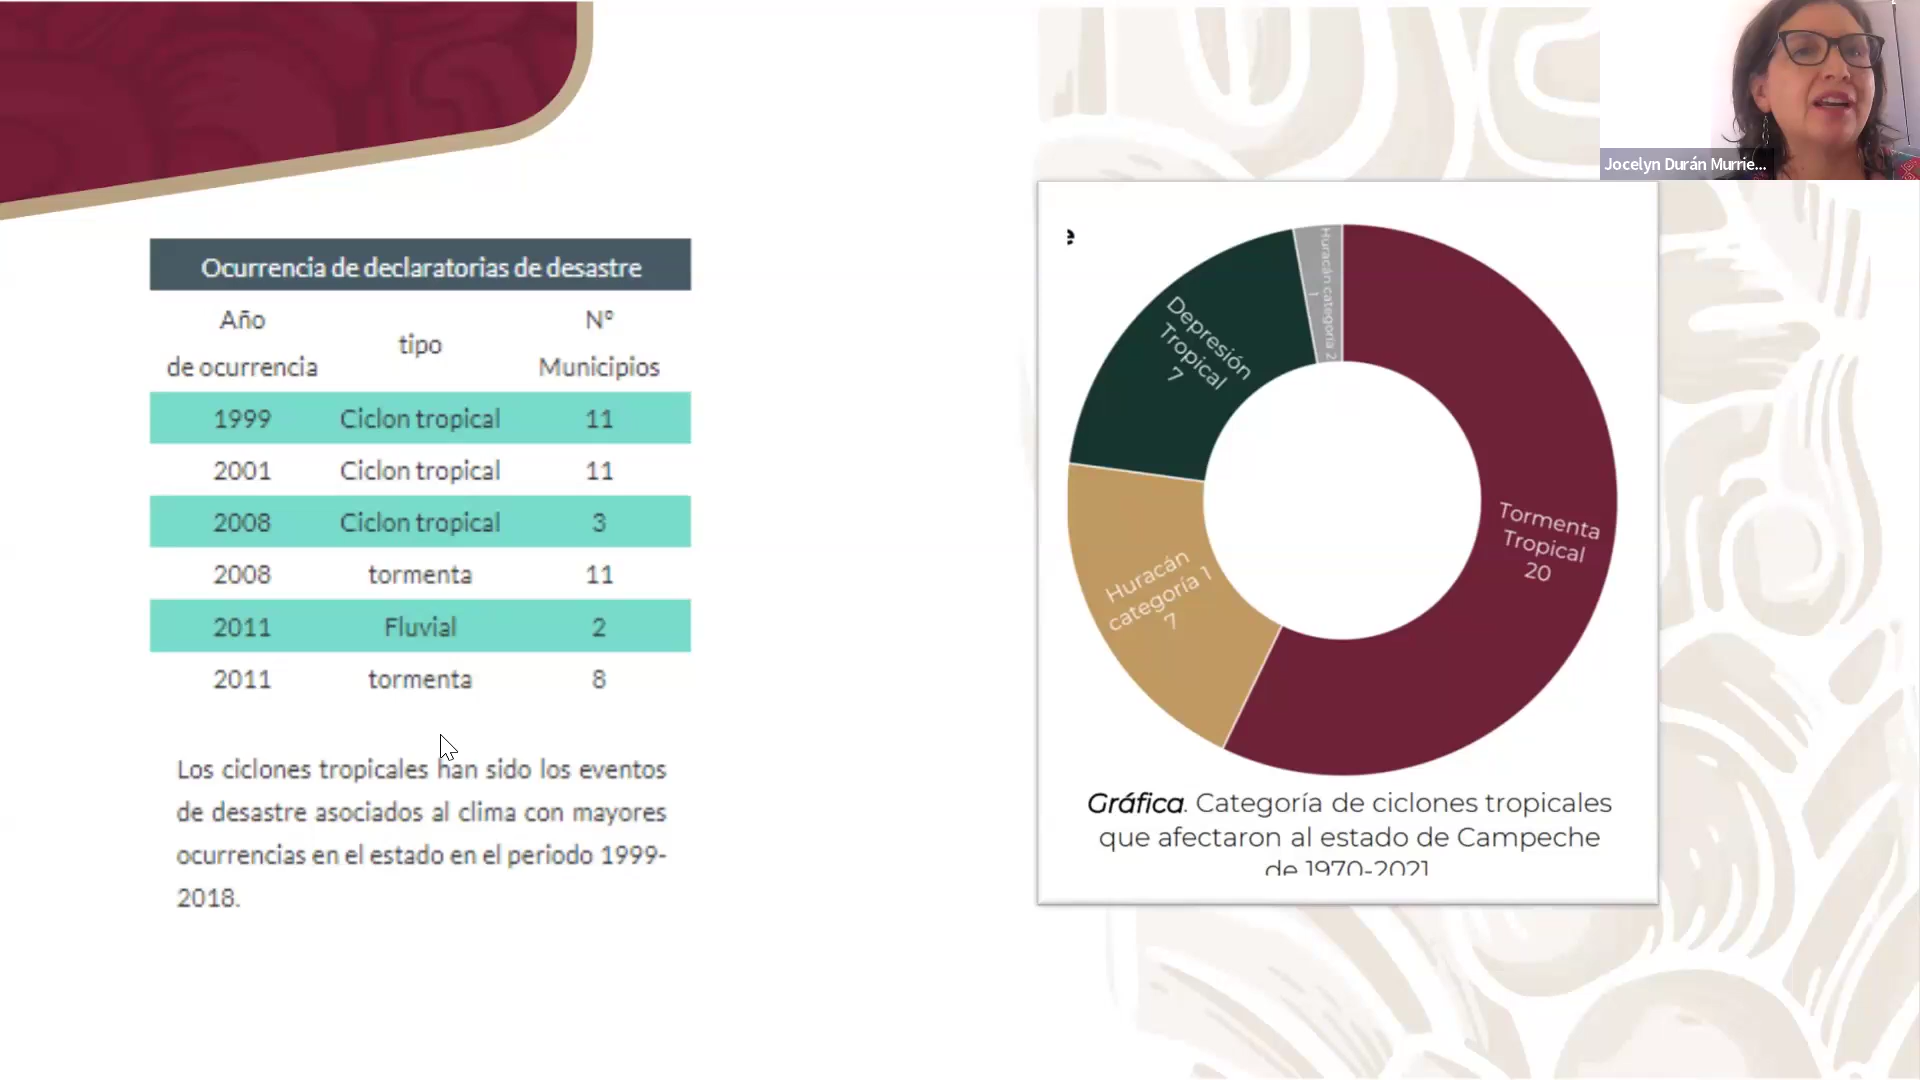 Jocelyn Durán Murrie...
Ocurrencia de declaratorias de desastre
Año
de ocurrencia
tipo
N°
Municipios
1999 Ciclon tropical 11
2001 Ciclon tropical 11
2008 Ciclon tropical 3
2008 tormenta 11
2011 Fluvial 2
2011 tormenta 8
Los ciclones tropicales han sido los eventos
de desastre asociados al clima con mayores
ocurrencias en el estado en el periodo 1999-
2018.
e
Huracán categoría 2
1
Depresión
Tropical
7
Huracán
categoría 1
7
Tormenta
Tropical
20
Gráfica. Categoría de ciclones tropicales
que afectaron al estado de Campeche
de 1970-2021